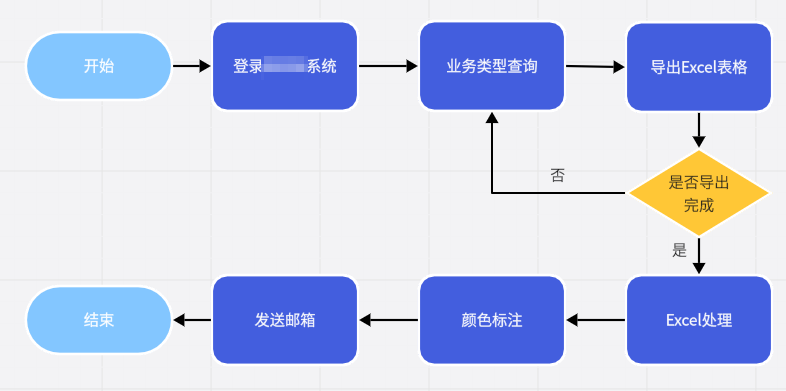 开始
登录 系统
业务类型查询
导出Excel表格
是否导出
完成
否
是
Excel处理
颜色标注
发送邮箱
结束